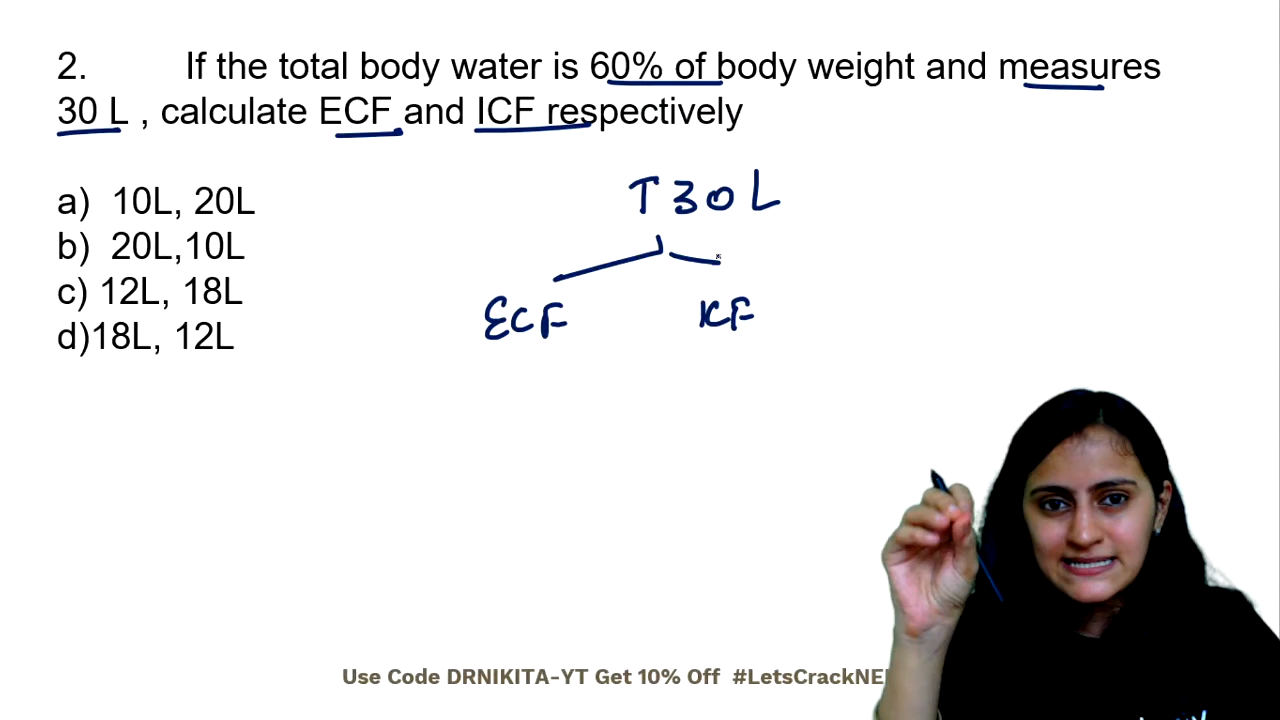 2. If the total body water is 60% of body weight and measures
30 L , calculate ECF and ICF respectively
a) 10L, 20L
b) 20L,10L
c) 12L, 18L
d)18L, 12L
T 30 L
ECF ICF
Use Code DRNIKITA-YT Get 10% Off #LetsCrackNE